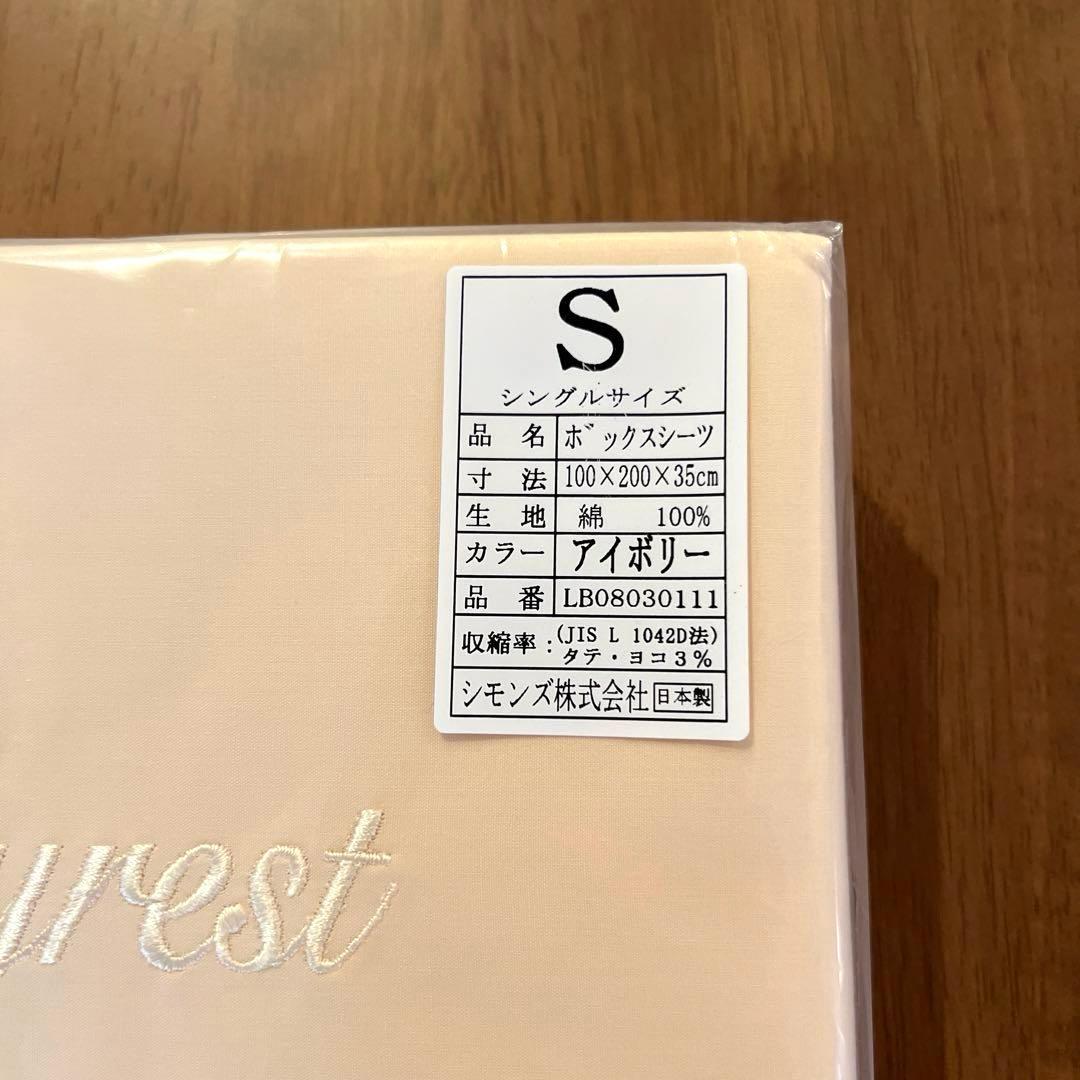 S
シングルサイズ
品 名 ボックスシーツ
寸 法 100×200×35cm
生 地 綿 100%
カラー アイボリー
品 番 LB08030111
収縮率:(JIS L 1042D法)
タテ・ヨコ3%
シモンズ株式会社 日本製
urest